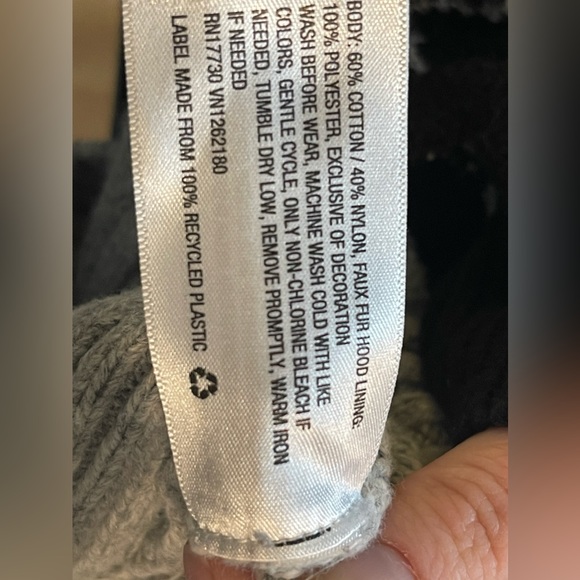 BODY: 60% COTTON / 40% NYLON, FAUX FUR HOOD LINING:
100% POLYESTER, EXCLUSIVE OF DECORATION
WASH BEFORE WEAR, MACHINE WASH COLD WITH LIKE
COLORS, GENTLE CYCLE, ONLY NON-CHLORINE BLEACH IF
NEEDED, TUMBLE DRY LOW, REMOVE PROMPTLY, WARM IRON
IF NEEDED
RN17730 VN1262180
LABEL MADE FROM 100% RECYCLED PLASTIC